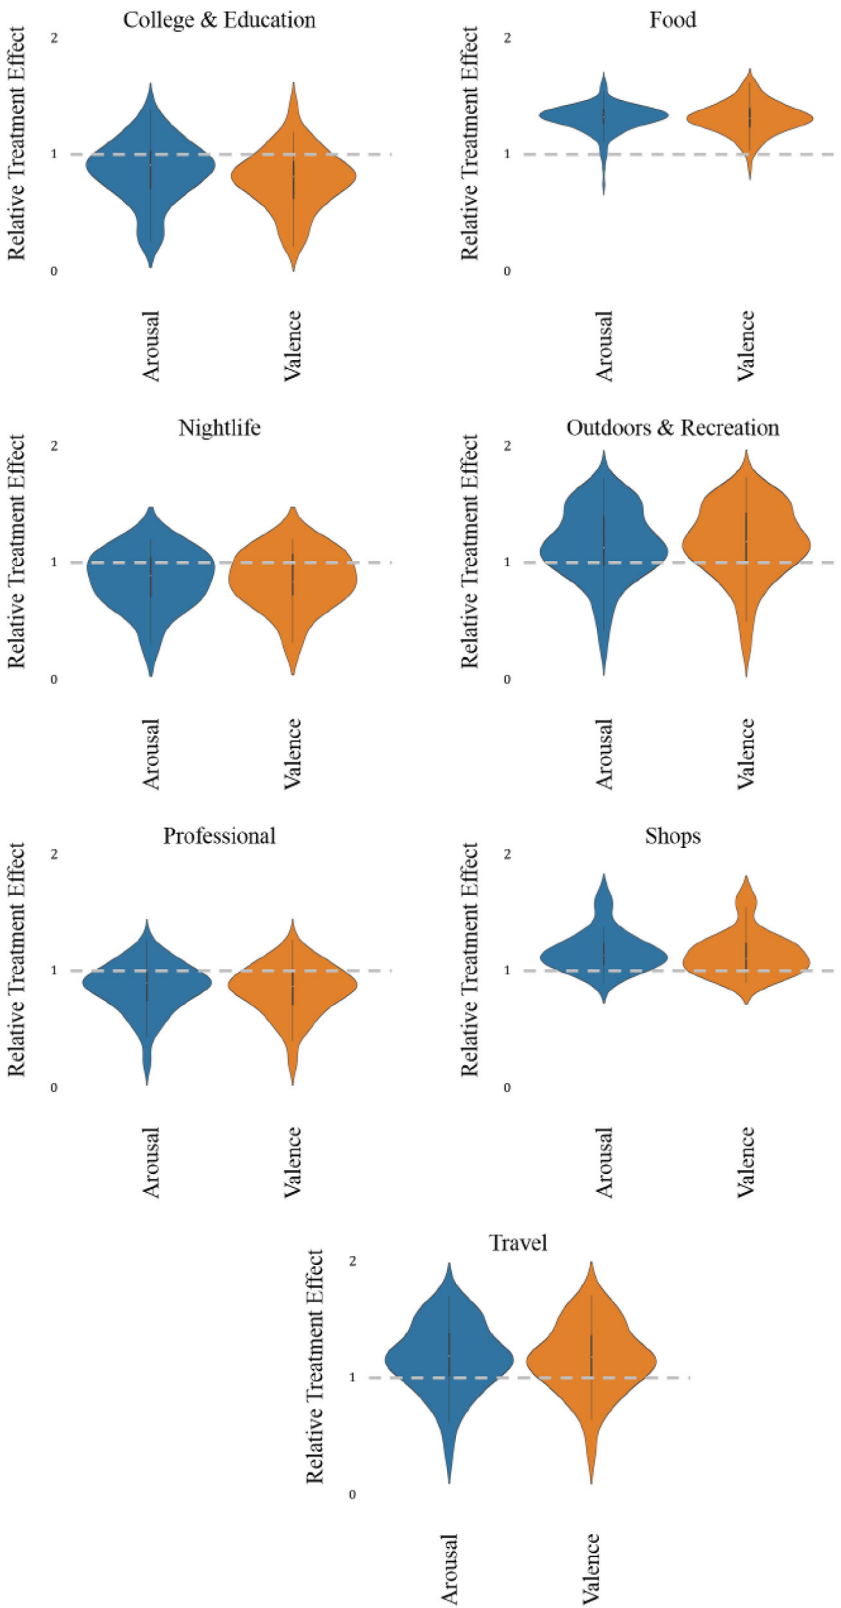 College & Education
Relative Treatment Effect
2
1
0
Arousal
Valence
Food
Relative Treatment Effect
2
1
0
Arousal
Valence
Nightlife
Relative Treatment Effect
2
1
0
Arousal
Valence
Outdoors & Recreation
Relative Treatment Effect
2
1
0
Arousal
Valence
Professional
Relative Treatment Effect
2
1
0
Arousal
Valence
Shops
Relative Treatment Effect
2
1
0
Arousal
Valence
Travel
Relative Treatment Effect
2
1
0
Arousal
Valence